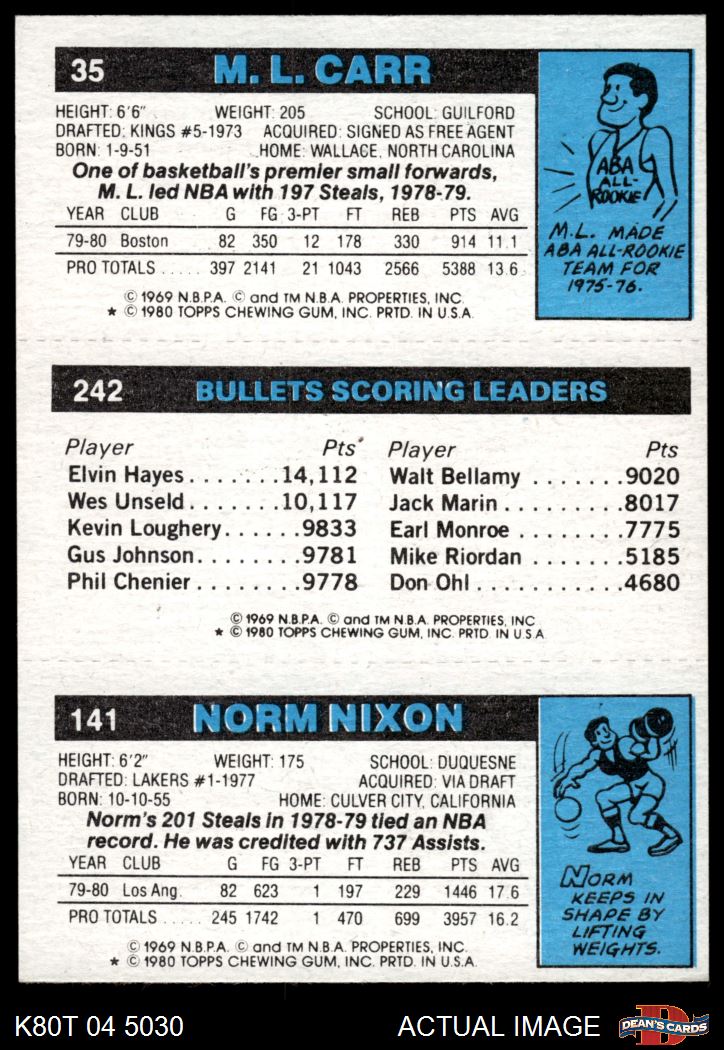 35 M. L. CARR
HEIGHT: 6'6" WEIGHT: 205 SCHOOL: GUILFORD
DRAFTED: KINGS #5-1973 ACQUIRED: SIGNED AS FREE AGENT
BORN: 1-9-51 HOME: WALLACE, NORTH CAROLINA
One of basketball's premier small forwards,
M. L. led NBA with 197 Steals, 1978-79.
YEAR CLUB G FG 3-PT FT REB PTS AVG
79-80 Boston 82 350 12 178 330 914 11.1
PRO TOTALS ..... 397 2141 21 1043 2566 5388 13.6
© 1969 N.B.P.A. © and TM N.B.A. PROPERTIES, INC.
★ © 1980 TOPPS CHEWING GUM, INC. PRTD. IN U.S.A.
ABA
ALL-
ROOKIE
M.L. MADE
ABA ALL-ROOKIE
TEAM FOR
1975-76.
242 BULLETS SCORING LEADERS
Player Pts Player Pts
Elvin Hayes.......14,112 Walt Bellamy .......9020
Wes Unseld.......10,117 Jack Marin.........8017
Kevin Loughery......9833 Earl Monroe ........7775
Gus Johnson........9781 Mike Riordan .......5185
Phil Chenier........9778 Don Ohl...........4680
© 1969 N.B.P.A. © and TM N.B.A. PROPERTIES, INC
★ © 1980 TOPPS CHEWING GUM, INC. PRTD. IN U.S.A
141 NORM NIXON
HEIGHT: 6'2" WEIGHT: 175 SCHOOL: DUQUESNE
DRAFTED: LAKERS #1-1977 ACQUIRED: VIA DRAFT
BORN: 10-10-55 HOME: CULVER CITY, CALIFORNIA
Norm's 201 Steals in 1978-79 tied an NBA
record. He was credited with 737 Assists.
YEAR CLUB G FG 3-PT FT REB PTS AVG
79-80 Los Ang. 82 623 1 197 229 1446 17.6
PRO TOTALS ..... 245 1742 1 470 699 3957 16.2
© 1969 N.B.P.A. © and TM N.B.A. PROPERTIES, INC.
★ © 1980 TOPPS CHEWING GUM, INC. PRTD. IN U.S.A.
NORM
KEEPS IN
SHAPE BY
LIFTING
WEIGHTS.
K80T 04 5030 ACTUAL IMAGE DEAN'S CARDS